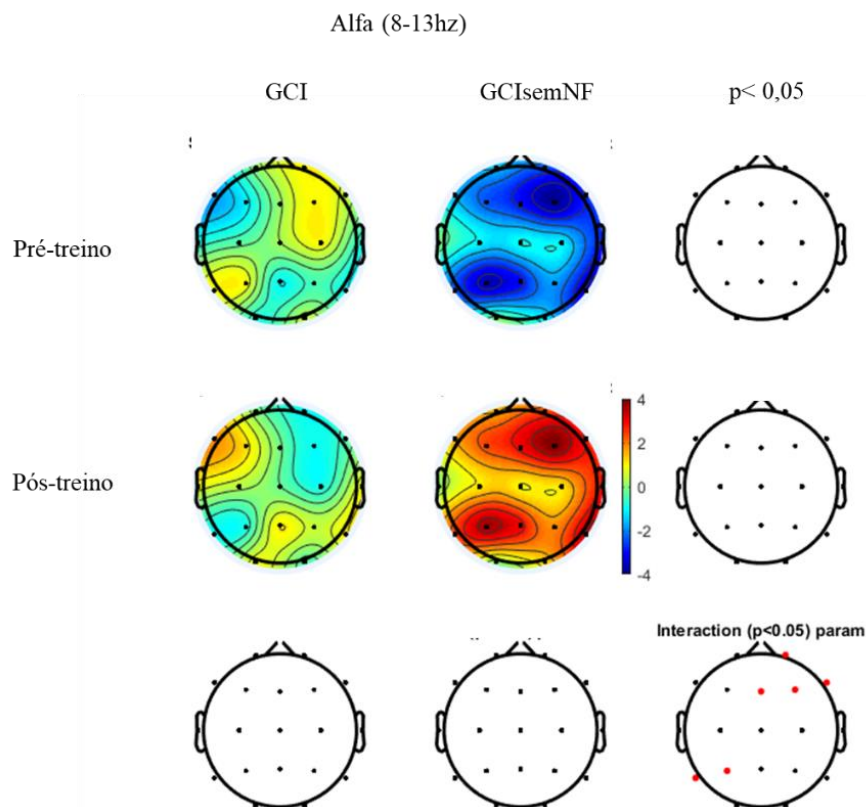 Alfa (8-13hz)
GCI GCIsemNF p< 0,05
Pré-treino
Pós-treino
4
2
0
-2
-4
Interaction (p<0.05) param